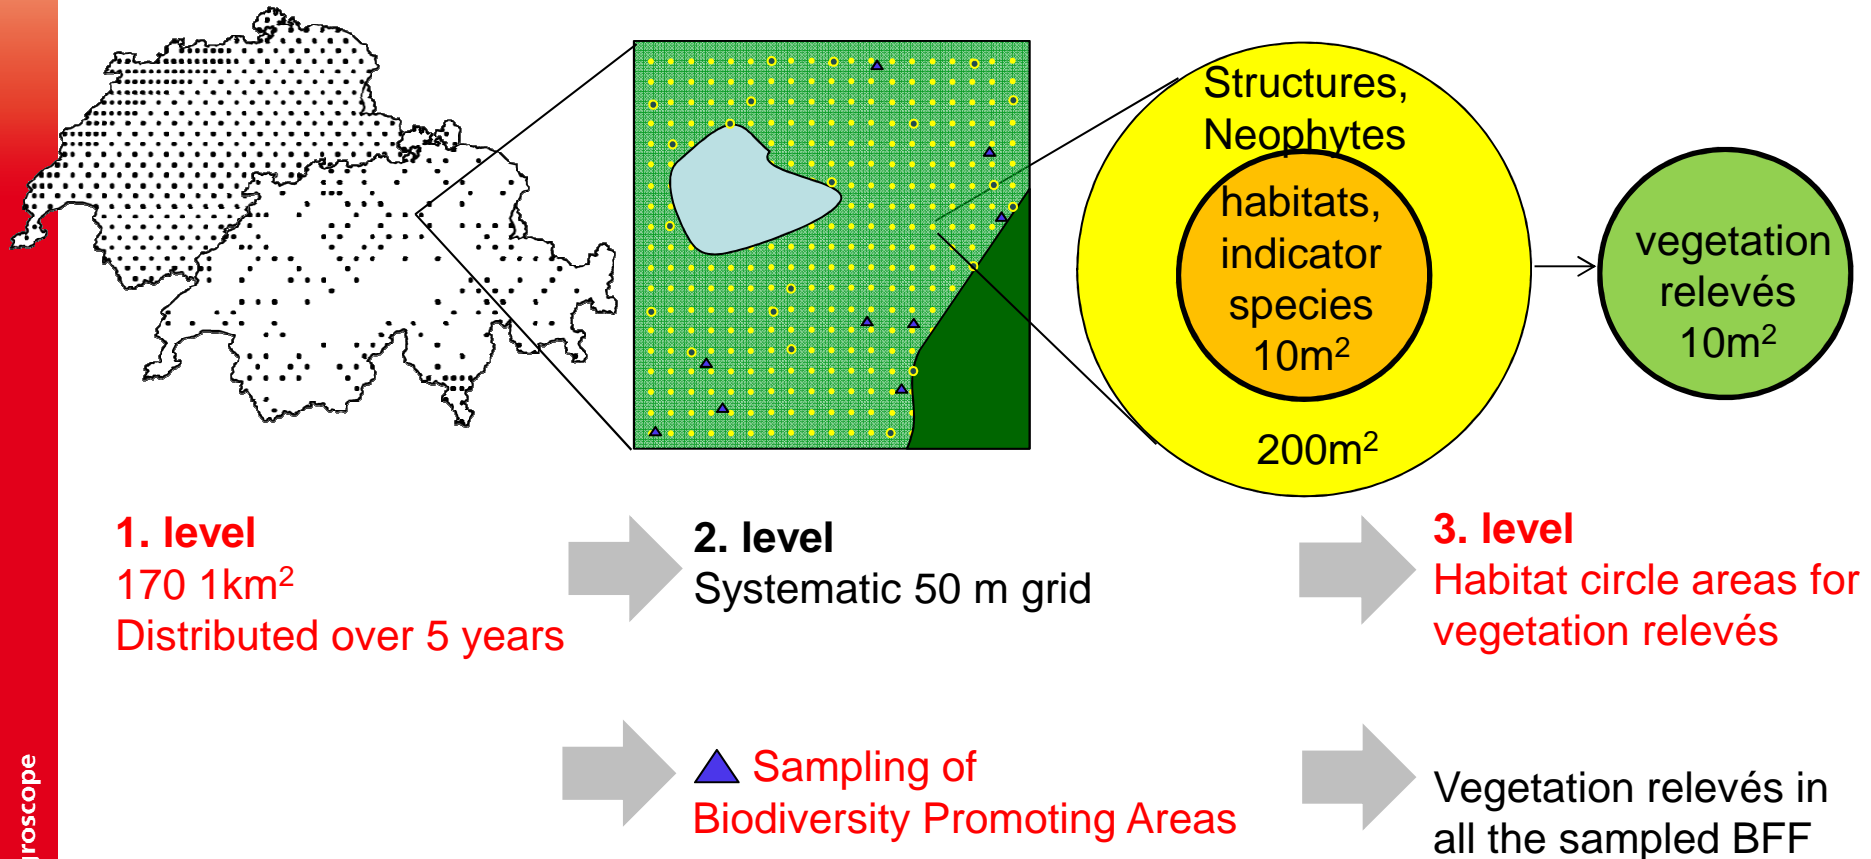 Structures,
Neophytes
habitats,
indicator
species
10m²
200m²
vegetation
relevés
10m²
1. level
170 1km²
Distributed over 5 years
2. level
Systematic 50 m grid
3. level
Habitat circle areas for
vegetation relevés
Sampling of
Biodiversity Promoting Areas
Vegetation relevés in
all the sampled BFF
groscope